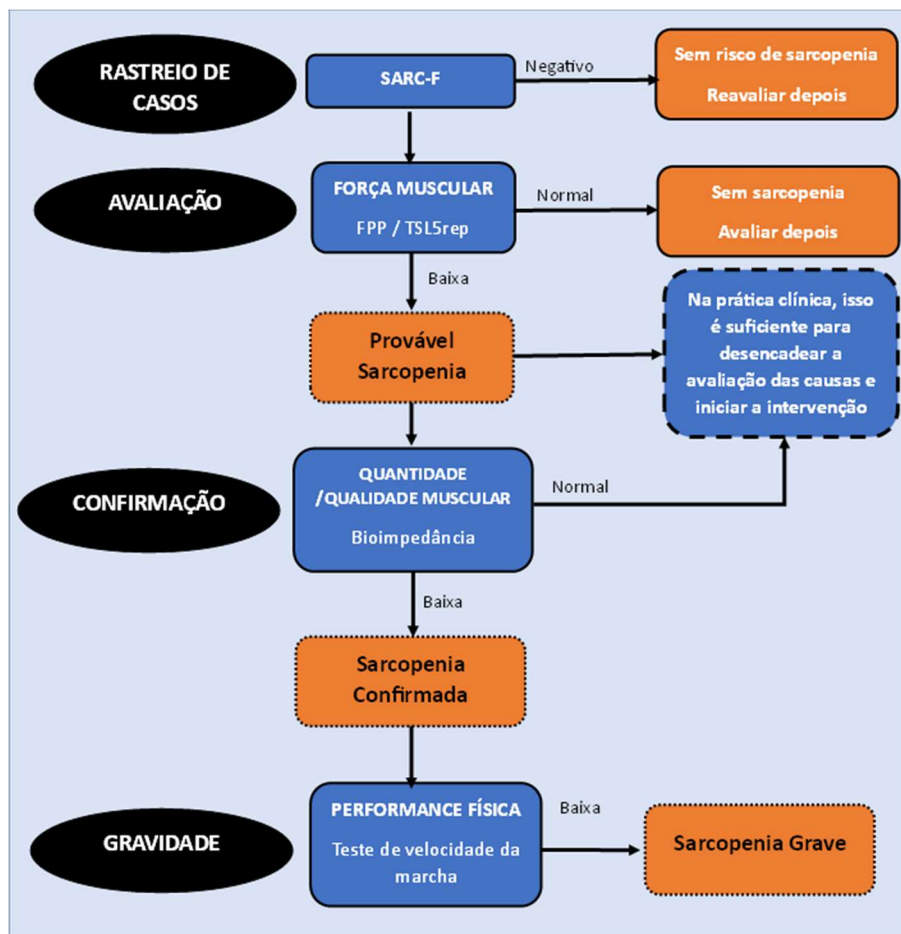 RASTREIO DE
CASOS
SARC-F
Negativo
Sem risco de sarcopenia
Reavaliar depois
AVALIAÇÃO
FORÇA MUSCULAR
FPP / TSL5rep
Normal
Sem sarcopenia
Avaliar depois
Baixa
Provável
Sarcopenia
Na prática clínica, isso
é suficiente para
desencadear a
avaliação das causas e
iniciar a intervenção
CONFIRMAÇÃO
QUANTIDADE
/QUALIDADE MUSCULAR
Bioimpedância
Normal
Baixa
Sarcopenia
Confirmada
GRAVIDADE
PERFORMANCE FÍSICA
Teste de velocidade da
marcha
Baixa
Sarcopenia Grave